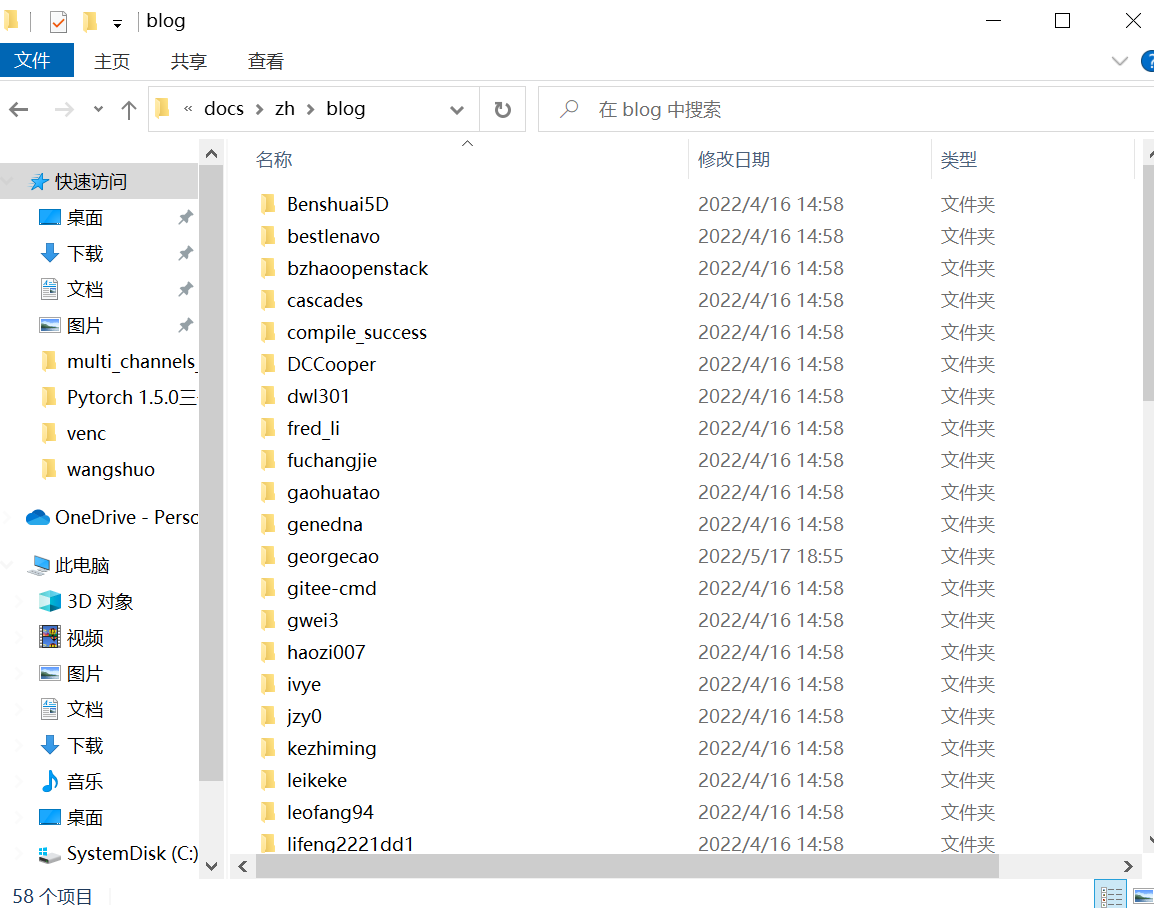 blog
文件 主页 共享 查看
« docs › zh › blog 在 blog 中搜索
名称 修改日期 类型
快速访问
桌面
下载
文档
图片
multi_channels_
Pytorch 1.5.0三
venc
wangshuo
OneDrive - Perso
此电脑
3D 对象
视频
图片
文档
下载
音乐
桌面
SystemDisk (C:)
Benshuai5D 2022/4/16 14:58 文件夹
bestlenavo 2022/4/16 14:58 文件夹
bzhaoopenstack 2022/4/16 14:58 文件夹
cascades 2022/4/16 14:58 文件夹
compile_success 2022/4/16 14:58 文件夹
DCCooper 2022/4/16 14:58 文件夹
dwl301 2022/4/16 14:58 文件夹
fred_li 2022/4/16 14:58 文件夹
fuchangjie 2022/4/16 14:58 文件夹
gaohuatao 2022/4/16 14:58 文件夹
genedna 2022/4/16 14:58 文件夹
georgecao 2022/5/17 18:55 文件夹
gitee-cmd 2022/4/16 14:58 文件夹
gwei3 2022/4/16 14:58 文件夹
haozi007 2022/4/16 14:58 文件夹
ivye 2022/4/16 14:58 文件夹
jzy0 2022/4/16 14:58 文件夹
kezhiming 2022/4/16 14:58 文件夹
leikeke 2022/4/16 14:58 文件夹
leofang94 2022/4/16 14:58 文件夹
lifeng2221dd1 2022/4/16 14:58 文件夹
58 个项目